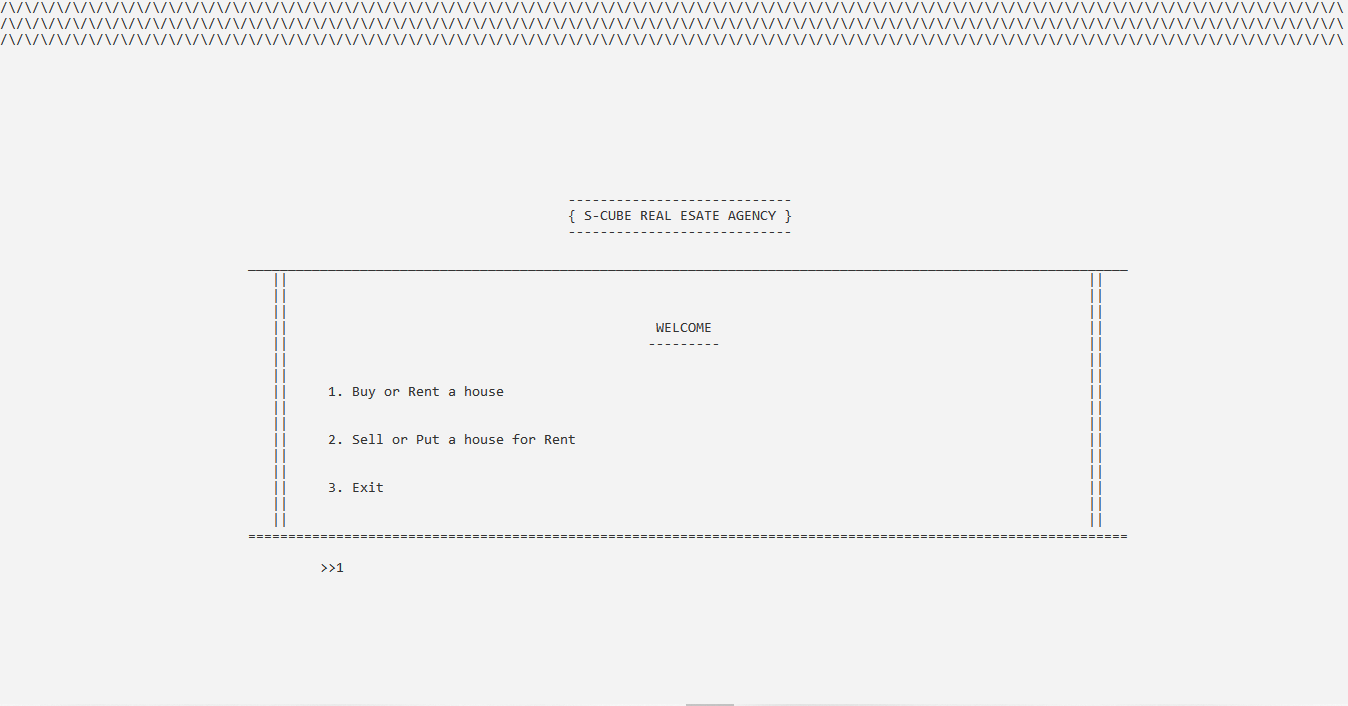 /\/\/\/\/\/\/\/\/\/\/\/\/\/\/\/\/\/\/\/\/\/\/\/\/\/\/\/\/\/\/\/\/\/\/\/\/\/\/\/\/\/\/\/\/\/\/\/\/\/\/\/\/\/\/\/\/\/\/\/\/\/\/\/\/\/\/\/\/\/\/\/\/\/\/\/\/\/\/\/\/\/\/\/\
/\/\/\/\/\/\/\/\/\/\/\/\/\/\/\/\/\/\/\/\/\/\/\/\/\/\/\/\/\/\/\/\/\/\/\/\/\/\/\/\/\/\/\/\/\/\/\/\/\/\/\/\/\/\/\/\/\/\/\/\/\/\/\/\/\/\/\/\/\/\/\/\/\/\/\/\/\/\/\/\/\/\/\/\
/\/\/\/\/\/\/\/\/\/\/\/\/\/\/\/\/\/\/\/\/\/\/\/\/\/\/\/\/\/\/\/\/\/\/\/\/\/\/\/\/\/\/\/\/\/\/\/\/\/\/\/\/\/\/\/\/\/\/\/\/\/\/\/\/\/\/\/\/\/\/\/\/\/\/\/\/\/\/\/\/\/\/\/\
----------------------------
{ S-CUBE REAL ESATE AGENCY }
----------------------------
WELCOME
---------
1. Buy or Rent a house
2. Sell or Put a house for Rent
3. Exit
==============================================================================================================
>>1